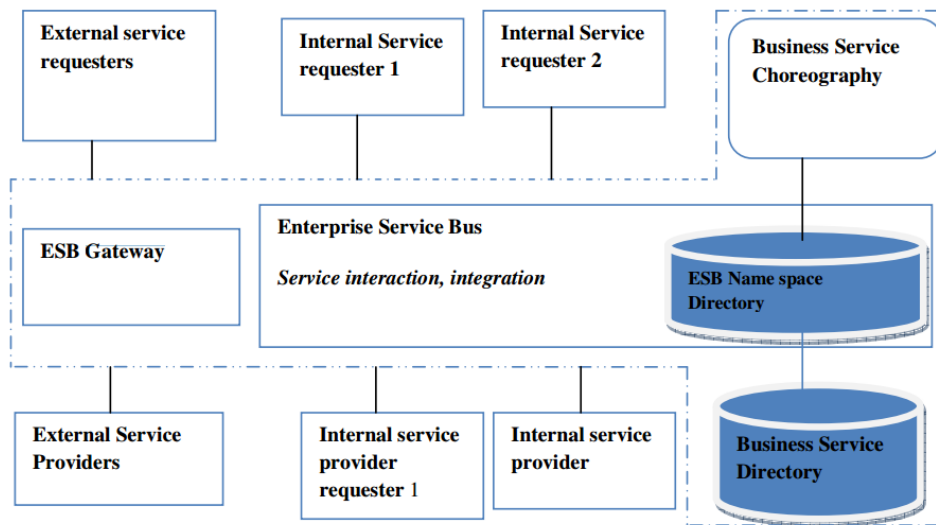 External service
requesters
Internal Service
requester 1
Internal Service
requester 2
Business Service
Choreography
ESB Gateway
Enterprise Service Bus
Service interaction, integration
ESB Name space
Directory
External Service
Providers
Internal service
provider
requester 1
Internal service
provider
Business Service
Directory